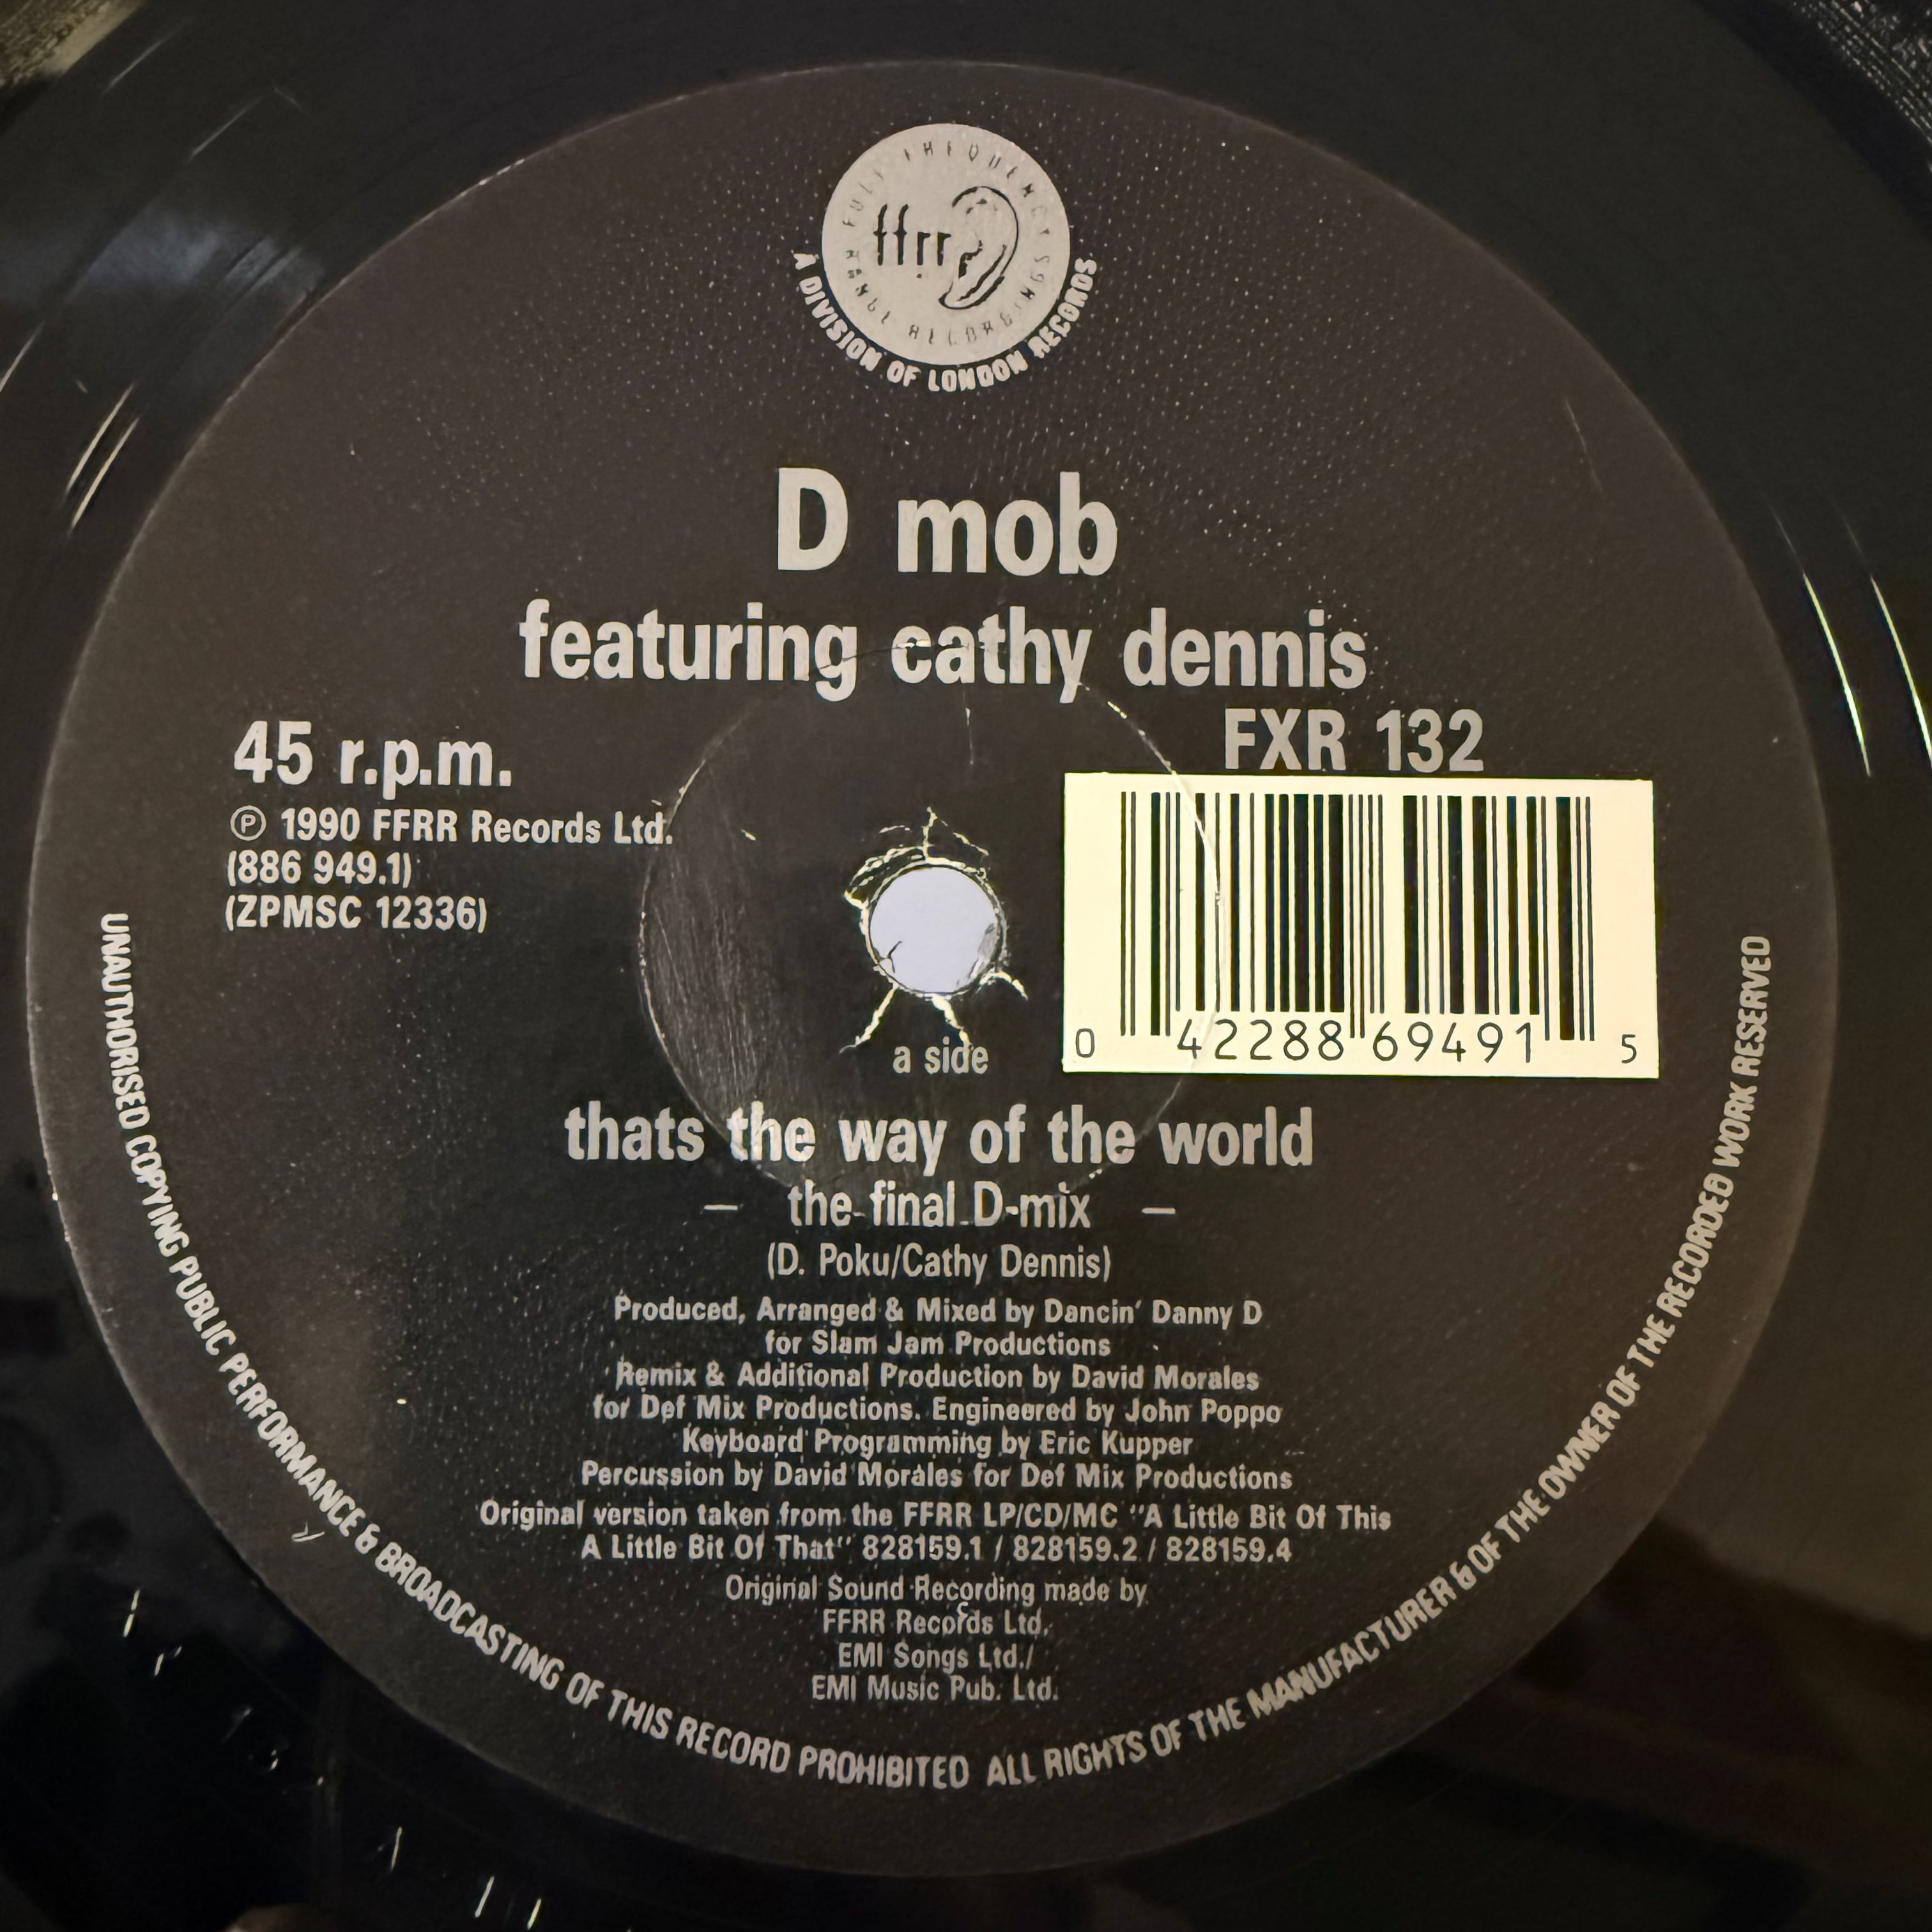 FULL FREQUENCY RANGE RECORDINGS
ffrr
A DIVISION OF LONDON RECORDS
D mob
featuring cathy dennis
FXR 132
45 r.p.m.
℗ 1990 FFRR Records Ltd.
(886 949.1)
(ZPMSC 12336)
0 42288 69491 5
a side
thats the way of the world
— the final D-mix —
(D. Poku/Cathy Dennis)
Produced, Arranged & Mixed by Dancin' Danny D
for Slam Jam Productions
Remix & Additional Production by David Morales
for Def Mix Productions. Engineered by John Poppo
Keyboard Programming by Eric Kupper
Percussion by David Morales for Def Mix Productions
Original version taken from the FFRR LP/CD/MC "A Little Bit Of This
A Little Bit Of That" 828159.1 / 828159.2 / 828159.4
Original Sound Recording made by
FFRR Records Ltd.
EMI Songs Ltd./
EMI Music Pub. Ltd.
UNAUTHORISED COPYING PUBLIC PERFORMANCE & BROADCASTING OF THIS RECORD PROHIBITED ALL RIGHTS OF THE MANUFACTURER & OF THE OWNER OF THE RECORDED WORK RESERVED